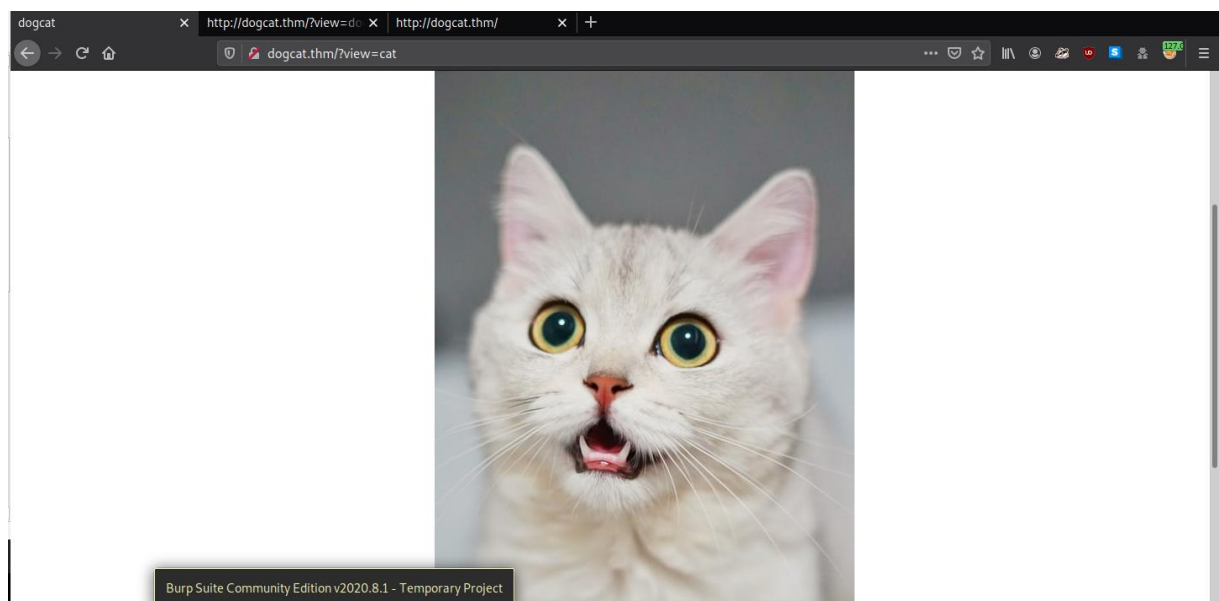 dogcat
http://dogcat.thm/?view=do
http://dogcat.thm/
dogcat.thm/?view=cat
Burp Suite Community Edition v2020.8.1 - Temporary Project